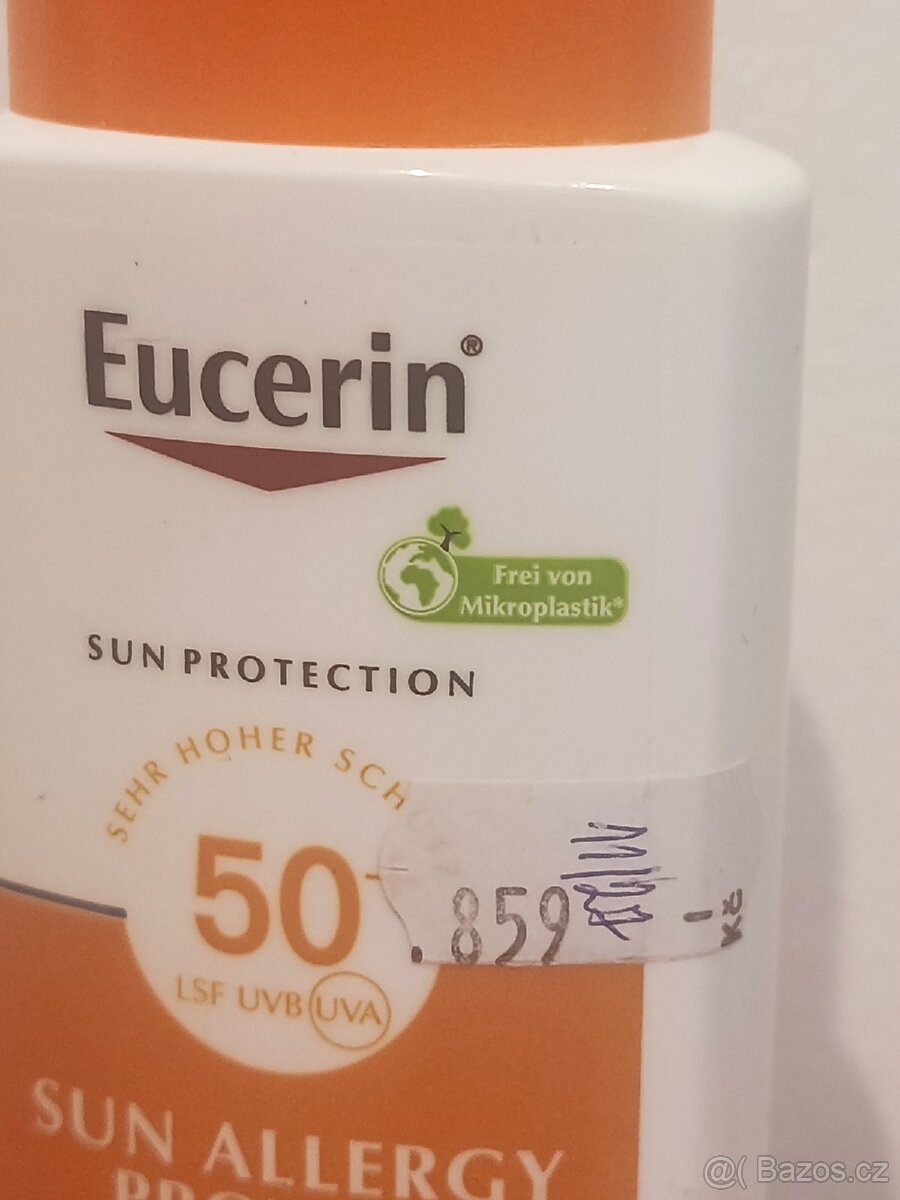 Eucerin®
Frei von
Mikroplastik*
SUN PROTECTION
SEHR HOHER SCH
50
.859 -
Kč
LSF UVB UVA
SUN ALLERGY
PRO
@( Bazos.cz